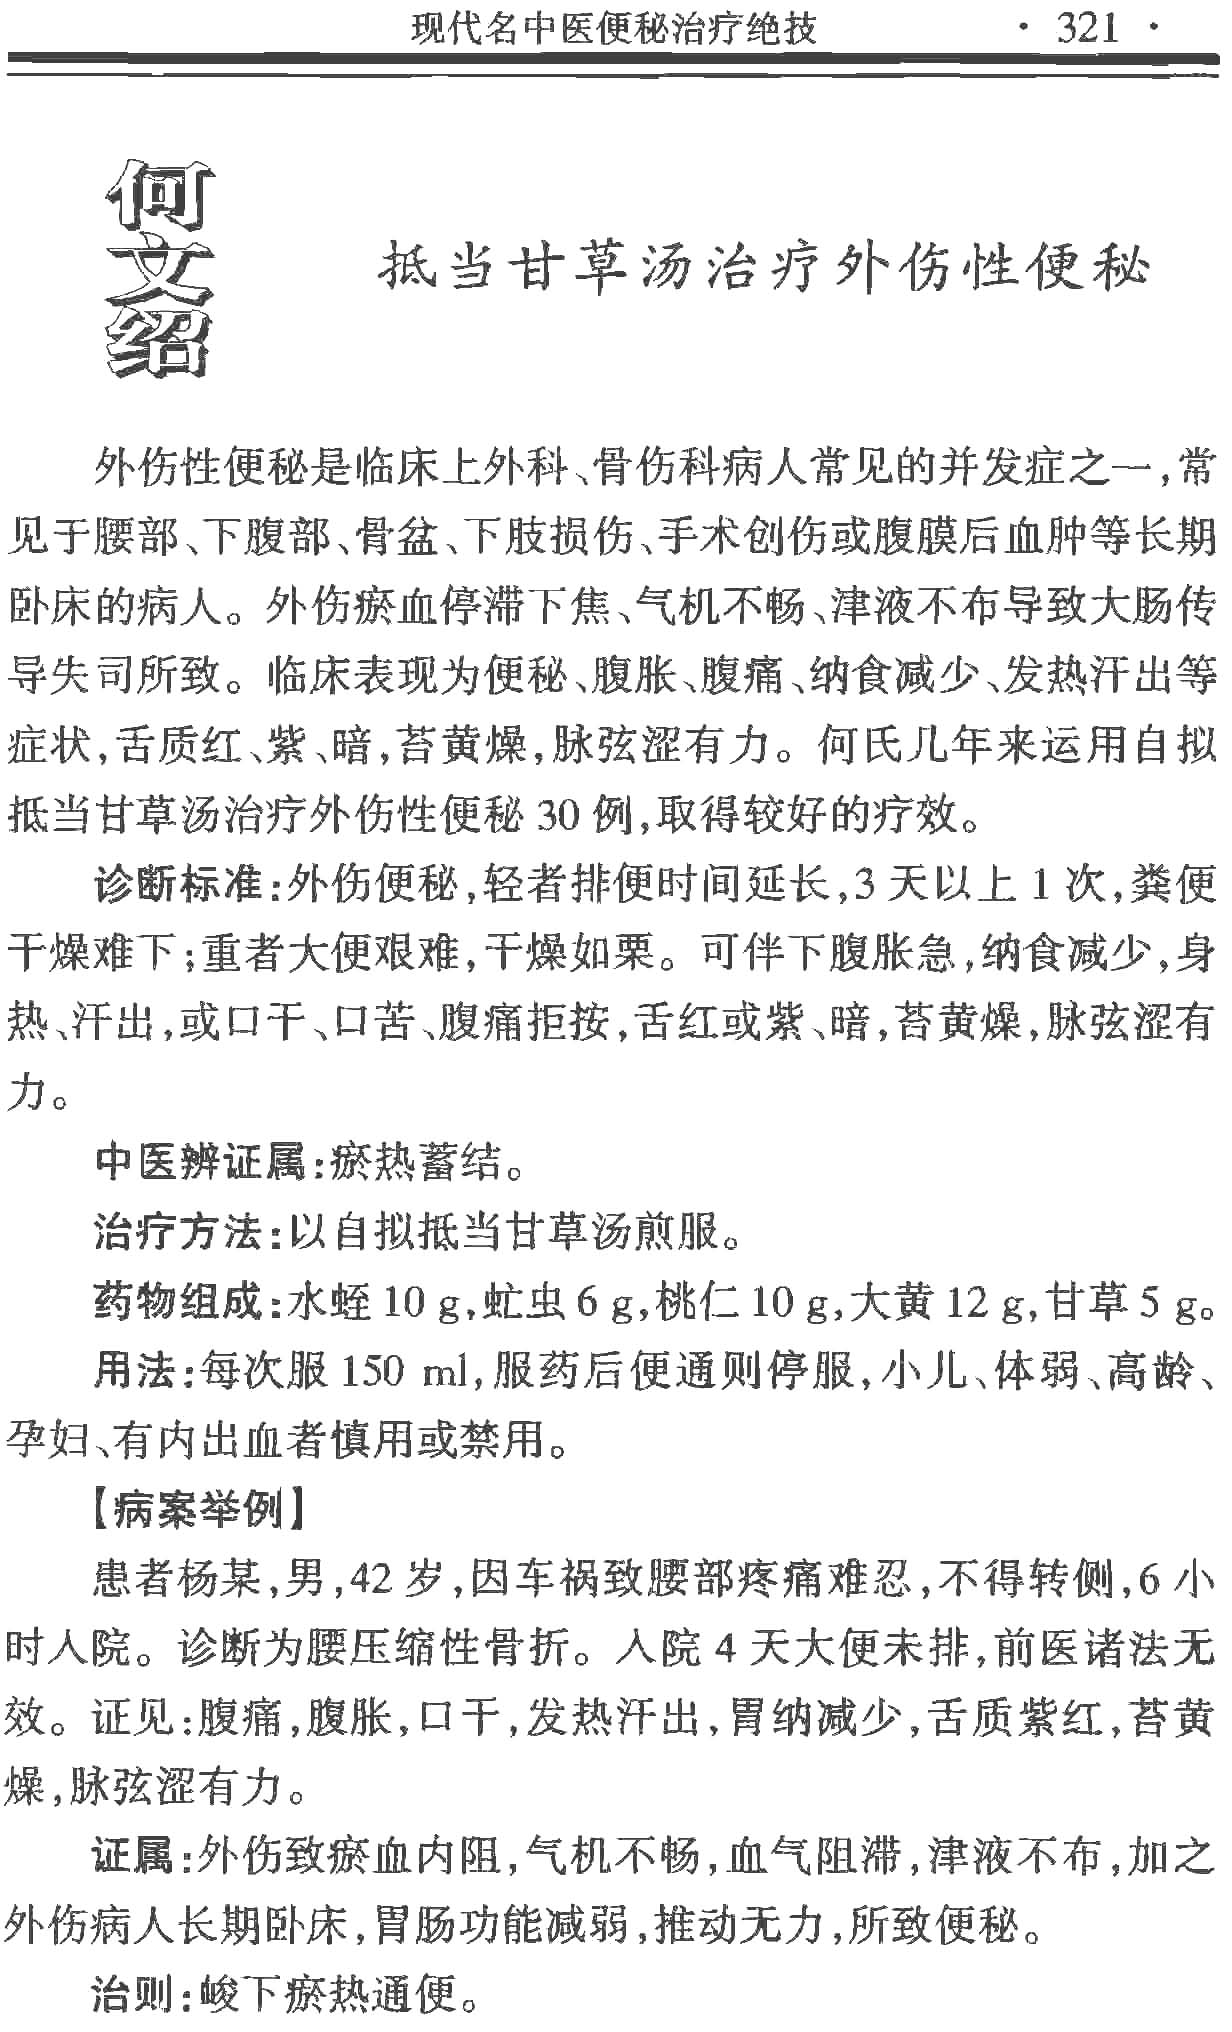 现代名中医便秘治疗绝技 · 321 ·
何文绍
抵当甘草汤治疗外伤性便秘
外伤性便秘是临床上外科、骨伤科病人常见的并发症之一,常
见于腰部、下腹部、骨盆、下肢损伤、手术创伤或腹膜后血肿等长期
卧床的病人。外伤瘀血停滞下焦、气机不畅、津液不布导致大肠传
导失司所致。临床表现为便秘、腹胀、腹痛、纳食减少、发热汗出等
症状,舌质红、紫、暗,苔黄燥,脉弦涩有力。何氏几年来运用自拟
抵当甘草汤治疗外伤性便秘 30 例,取得较好的疗效。
诊断标准:外伤便秘,轻者排便时间延长,3 天以上 1 次,粪便
干燥难下;重者大便艰难,干燥如栗。可伴下腹胀急,纳食减少,身
热、汗出,或口干、口苦、腹痛拒按,舌红或紫、暗,苔黄燥,脉弦涩有
力。
中医辨证属:瘀热蓄结。
治疗方法:以自拟抵当甘草汤煎服。
药物组成:水蛭 10 g,虻虫 6 g,桃仁 10 g,大黄 12 g,甘草 5 g。
用法:每次服 150 ml,服药后便通则停服,小儿、体弱、高龄、
孕妇、有内出血者慎用或禁用。
【病案举例】
患者杨某,男,42 岁,因车祸致腰部疼痛难忍,不得转侧,6 小
时入院。诊断为腰压缩性骨折。入院 4 天大便未排,前医诸法无
效。证见:腹痛,腹胀,口干,发热汗出,胃纳减少,舌质紫红,苔黄
燥,脉弦涩有力。
证属:外伤致瘀血内阻,气机不畅,血气阻滞,津液不布,加之
外伤病人长期卧床,胃肠功能减弱,推动无力,所致便秘。
治则:峻下瘀热通便。